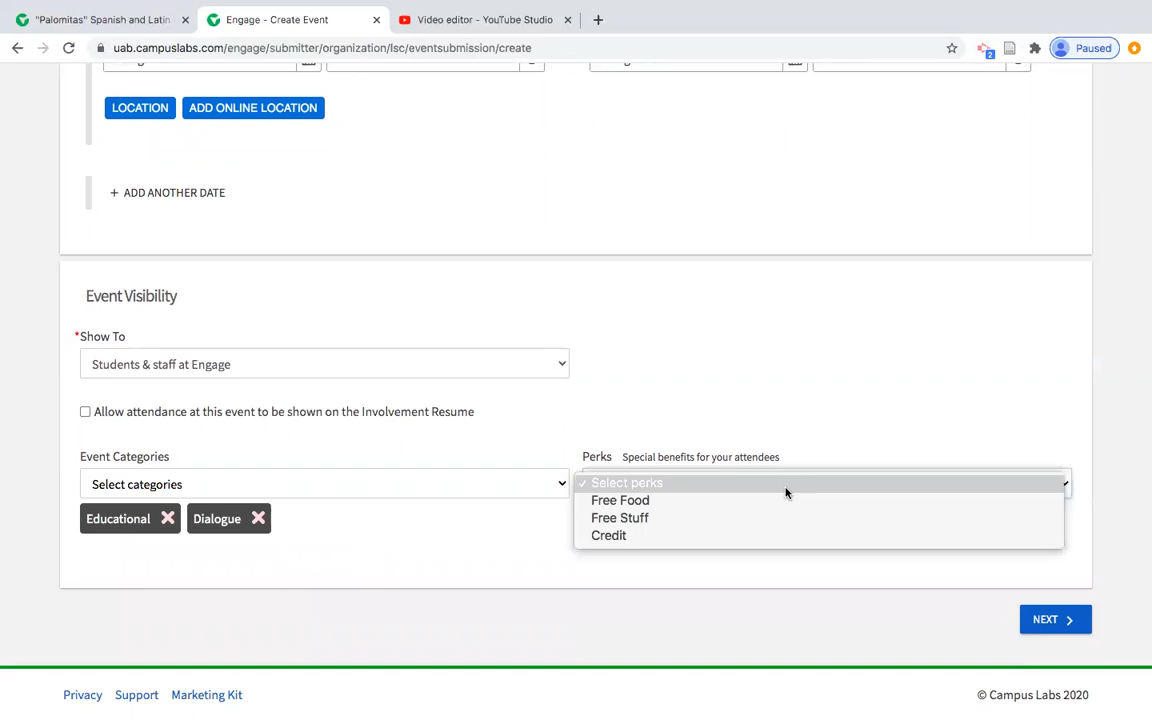 "Palomitas" Spanish and Latin
Engage - Create Event
Video editor - YouTube Studio
uab.campuslabs.com/engage/submitter/organization/lsc/eventsubmission/create
2
Paused
LOCATION
ADD ONLINE LOCATION
+ ADD ANOTHER DATE
Event Visibility
*Show To
Students & staff at Engage
Allow attendance at this event to be shown on the Involvement Resume
Event Categories
Select categories
Educational
Dialogue
Perks Special benefits for your attendees
✓ Select perks
Free Food
Free Stuff
Credit
NEXT
Privacy Support Marketing Kit
© Campus Labs 2020